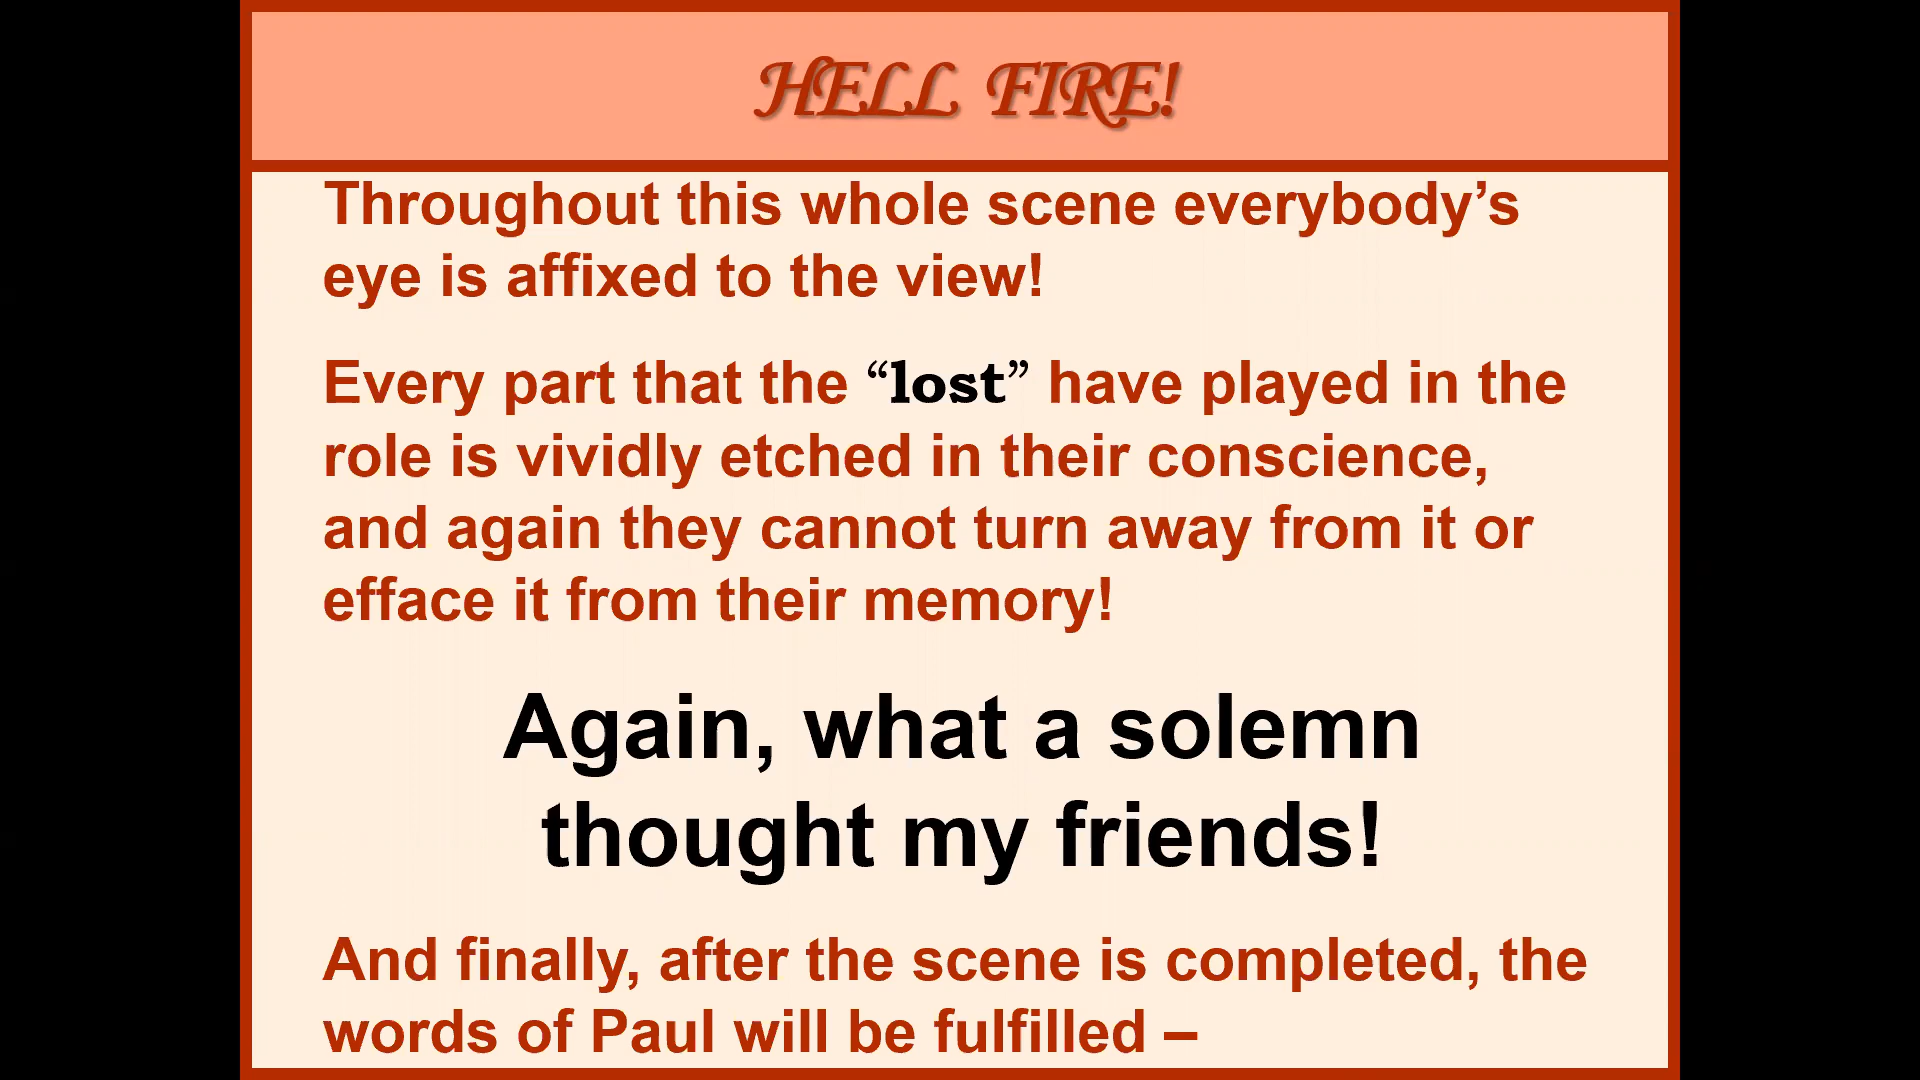 HELL FIRE!
Throughout this whole scene everybody’s
eye is affixed to the view!
Every part that the “lost” have played in the
role is vividly etched in their conscience,
and again they cannot turn away from it or
efface it from their memory!
Again, what a solemn
thought my friends!
And finally, after the scene is completed, the
words of Paul will be fulfilled –